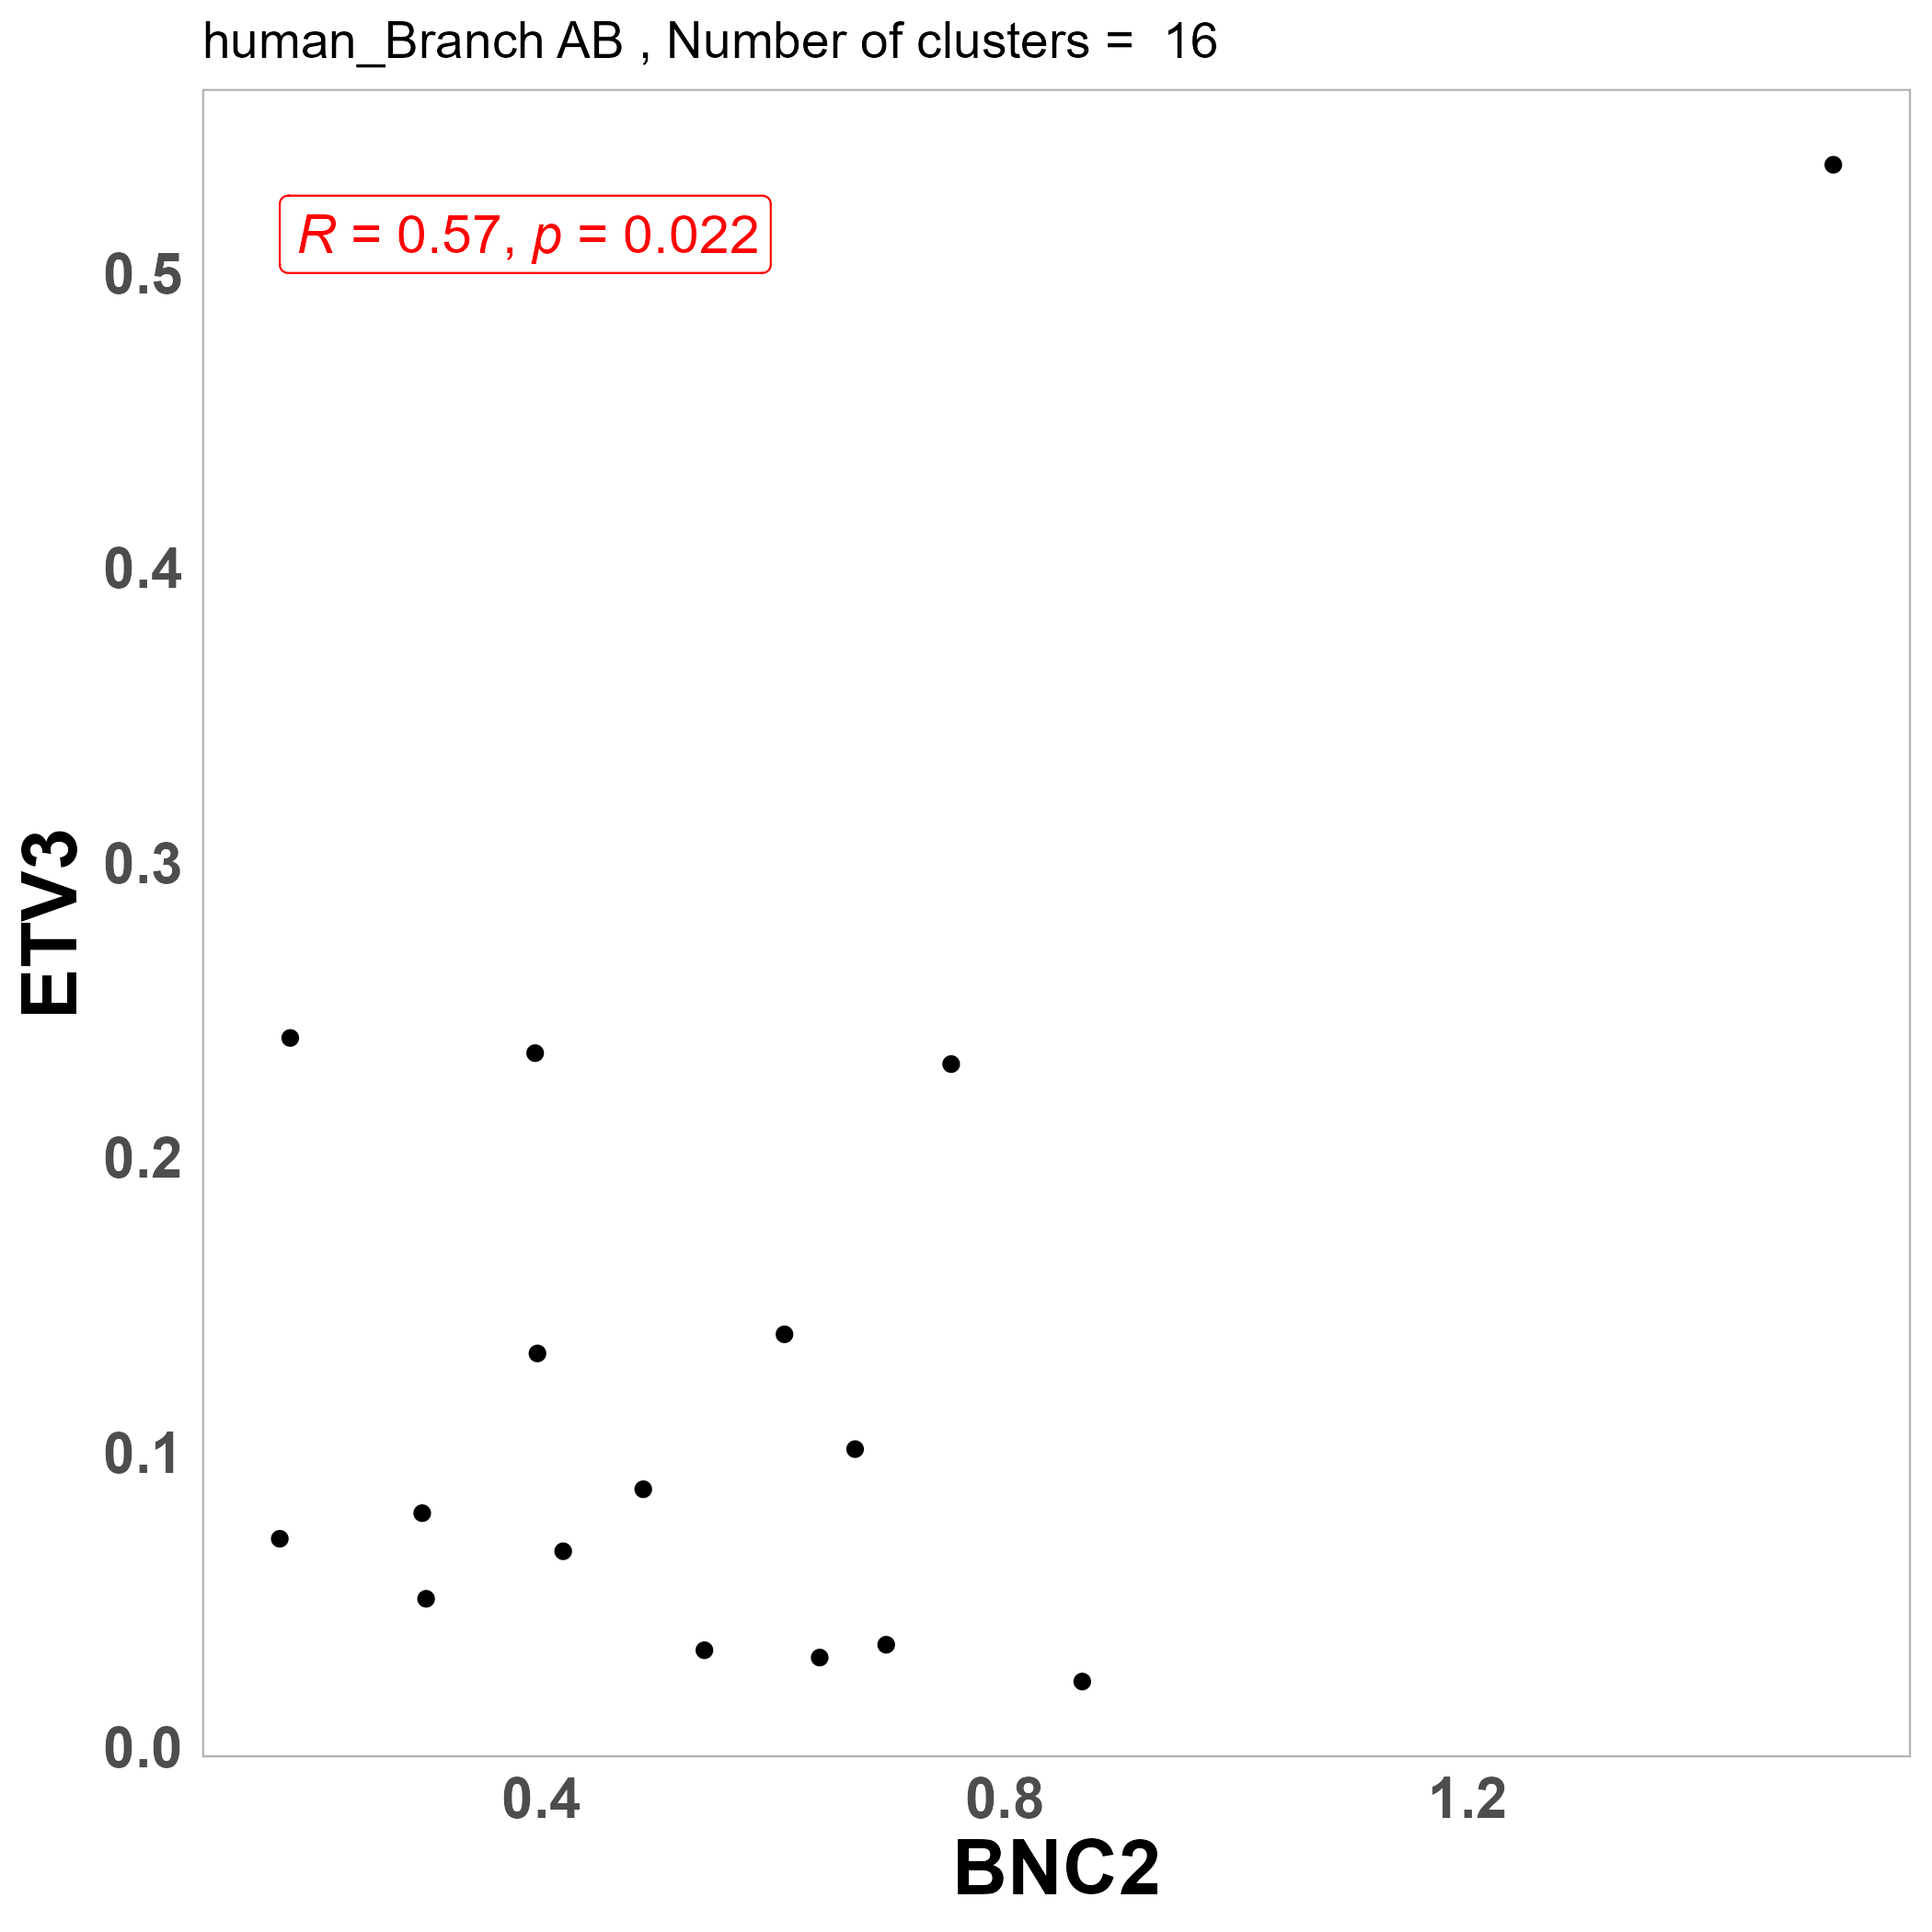 human_Branch AB , Number of clusters =  16
R = 0.57, p = 0.022
0.5
0.4
0.3
0.2
0.1
0.0
ETV3
0.4 0.8 1.2
BNC2